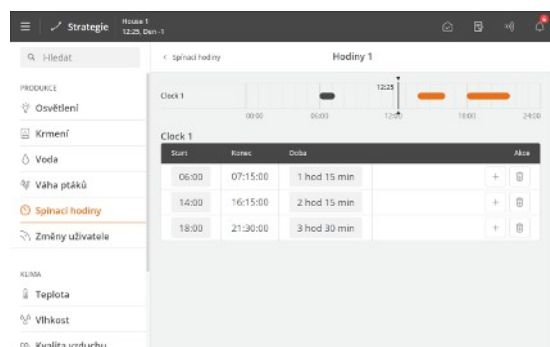 Strategie
House 1
12:25, Den -1
6
Hledat
< Spínací hodiny
Hodiny 1
PRODUKCE
Osvětlení
Krmení
Voda
Váha ptáků
Spínací hodiny
Změny uživatele
KLIMA
Teplota
Vlhkost
Kvalita vzduchu
Clock 1
12:25
00:00 06:00 12:00 18:00 24:00
Clock 1
Start Konec Doba Akce
06:00 07:15:00 1 hod 15 min +
14:00 16:15:00 2 hod 15 min +
18:00 21:30:00 3 hod 30 min +